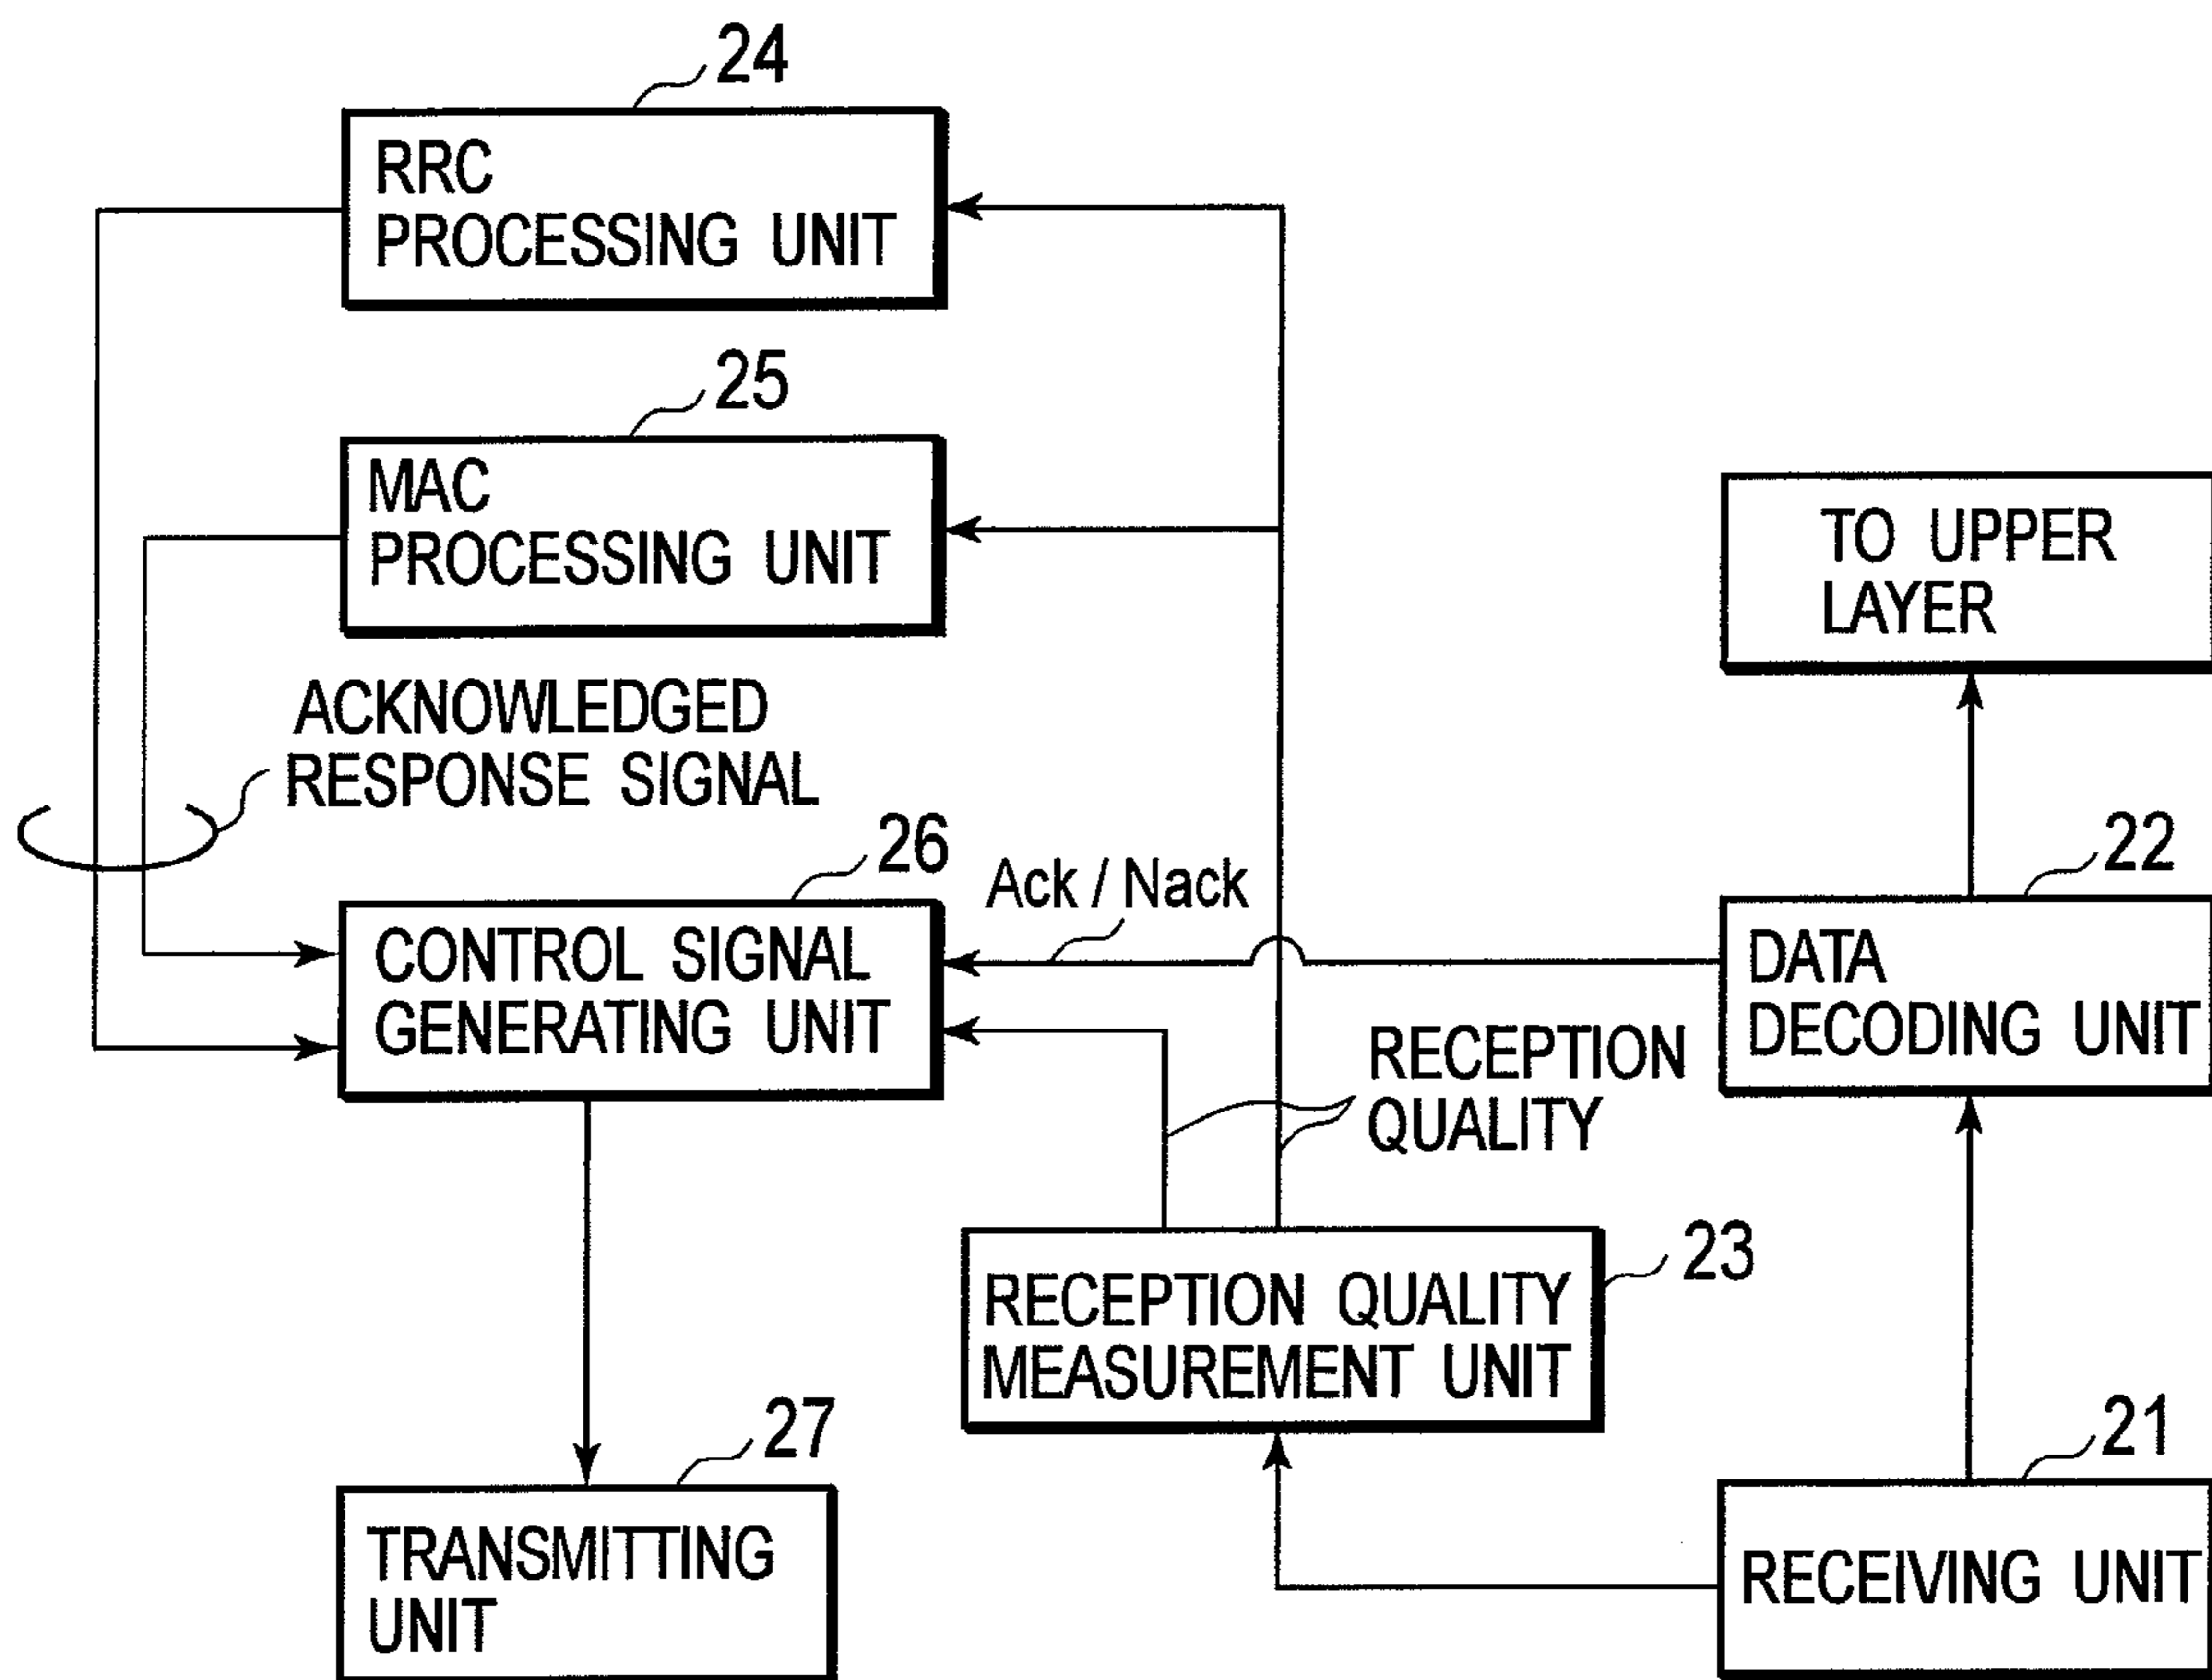 24
RRC
PROCESSING UNIT
25
MAC
PROCESSING UNIT
TO UPPER
LAYER
ACKNOWLEDGED
RESPONSE SIGNAL
26
Ack / Nack
22
CONTROL SIGNAL
GENERATING UNIT
DATA
DECODING UNIT
RECEPTION
QUALITY
23
RECEPTION QUALITY
MEASUREMENT UNIT
27
21
TRANSMITTING
UNIT
RECEIVING UNIT